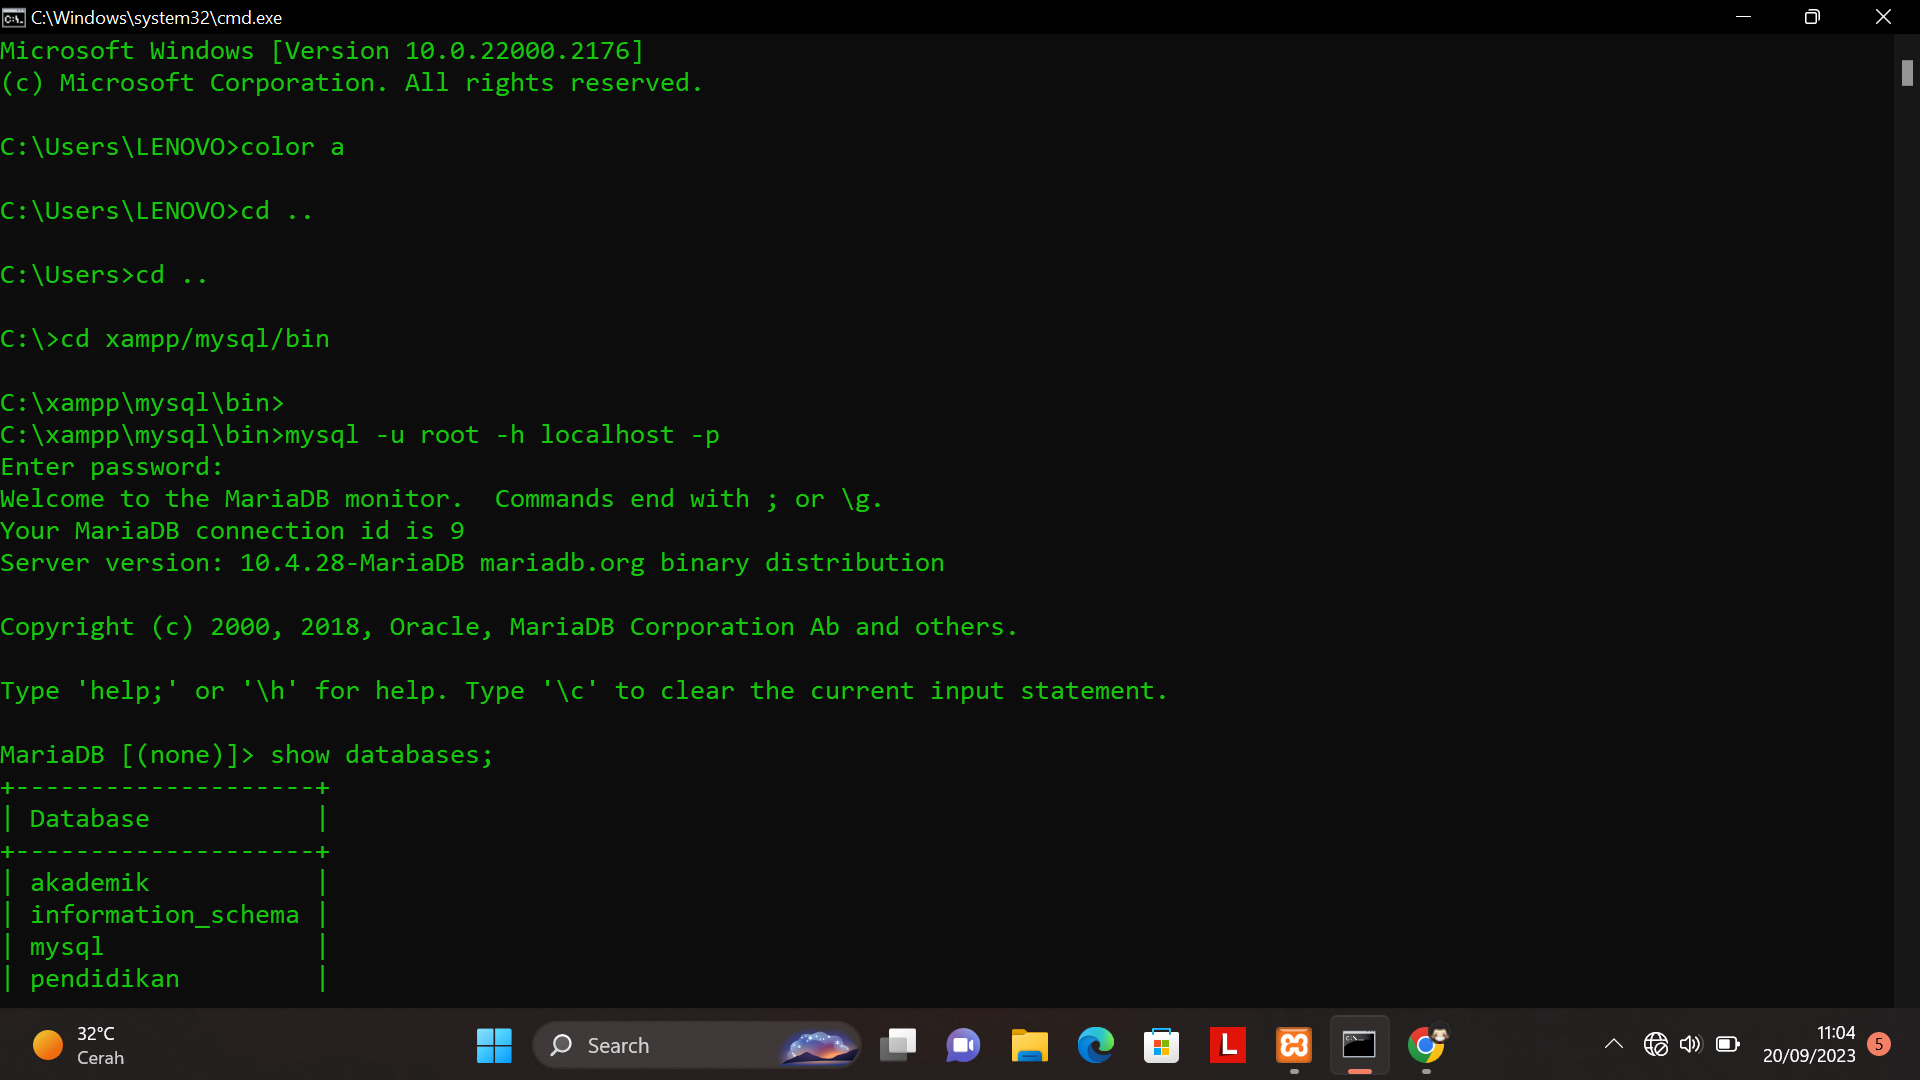 C:\Windows\system32\cmd.exe
Microsoft Windows [Version 10.0.22000.2176]
(c) Microsoft Corporation. All rights reserved.
C:\Users\LENOVO>color a
C:\Users\LENOVO>cd ..
C:\Users>cd ..
C:\>cd xampp/mysql/bin
C:\xampp\mysql\bin>
C:\xampp\mysql\bin>mysql -u root -h localhost -p
Enter password:
Welcome to the MariaDB monitor.  Commands end with ; or \g.
Your MariaDB connection id is 9
Server version: 10.4.28-MariaDB mariadb.org binary distribution
Copyright (c) 2000, 2018, Oracle, MariaDB Corporation Ab and others.
Type 'help;' or '\h' for help. Type '\c' to clear the current input statement.
MariaDB [(none)]> show databases;
+--------------------+
| Database           |
+--------------------+
| akademik           |
| information_schema |
| mysql              |
| pendidikan         |
32°C
Cerah
Search
L
11:04
20/09/2023
5